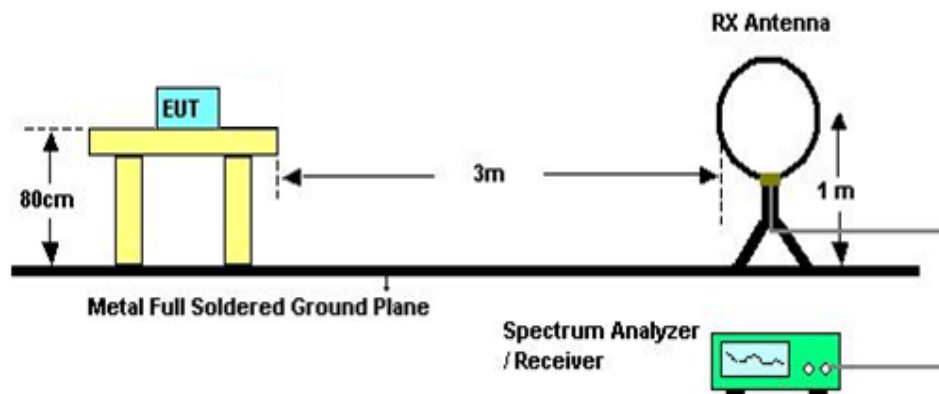 RX Antenna
EUT
3m
80cm
1 m
Metal Full Soldered Ground Plane
Spectrum Analyzer
/ Receiver